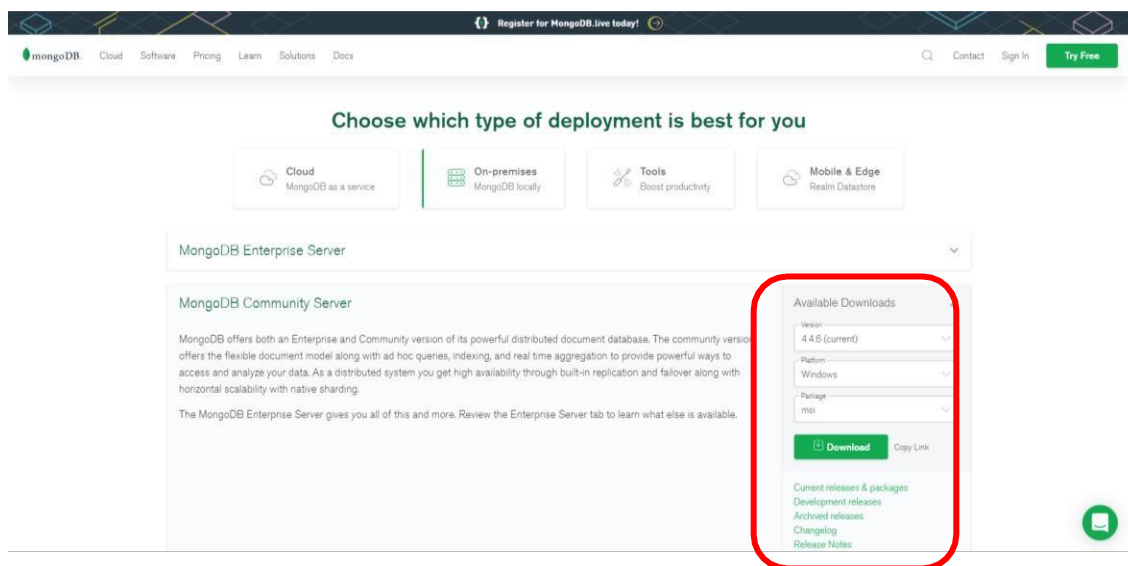 {} Register for MongoDB.live today!
mongoDB. Cloud Software Pricing Learn Solutions Docs Contact Sign In Try Free
Choose which type of deployment is best for you
Cloud
MongoDB as a service
On-premises
MongoDB locally
Tools
Boost productivity
Mobile & Edge
Realm Datastore
MongoDB Enterprise Server
MongoDB Community Server
MongoDB offers both an Enterprise and Community version of its powerful distributed document database. The community version
offers the flexible document model along with ad hoc queries, indexing, and real time aggregation to provide powerful ways to
access and analyze your data. As a distributed system you get high availability through built-in replication and failover along with
horizontal scalability with native sharding.
The MongoDB Enterprise Server gives you all of this and more. Review the Enterprise Server tab to learn what else is available.
Available Downloads
Version
4.4.6 (current)
Platform
Windows
Package
msi
Download Copy Link
Current releases & packages
Development releases
Archived releases
Changelog
Release Notes